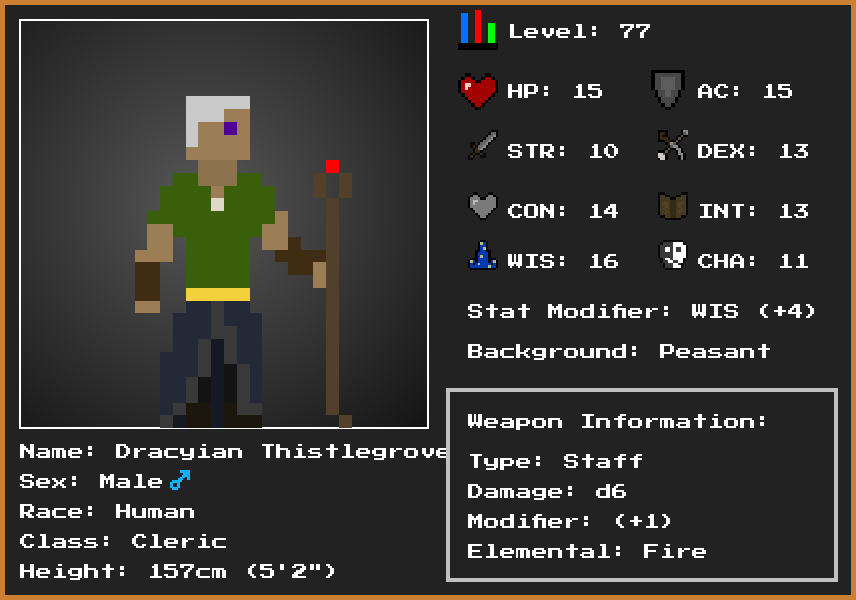 Level: 77
HP: 15
AC: 15
STR: 10
DEX: 13
CON: 14
INT: 13
WIS: 16
CHA: 11
Stat Modifier: WIS (+4)
Background: Peasant
Name: Dracyian Thistlegrove
Sex: Male ♂
Race: Human
Class: Cleric
Height: 157cm (5'2")
Weapon Information:
Type: Staff
Damage: d6
Modifier: (+1)
Elemental: Fire